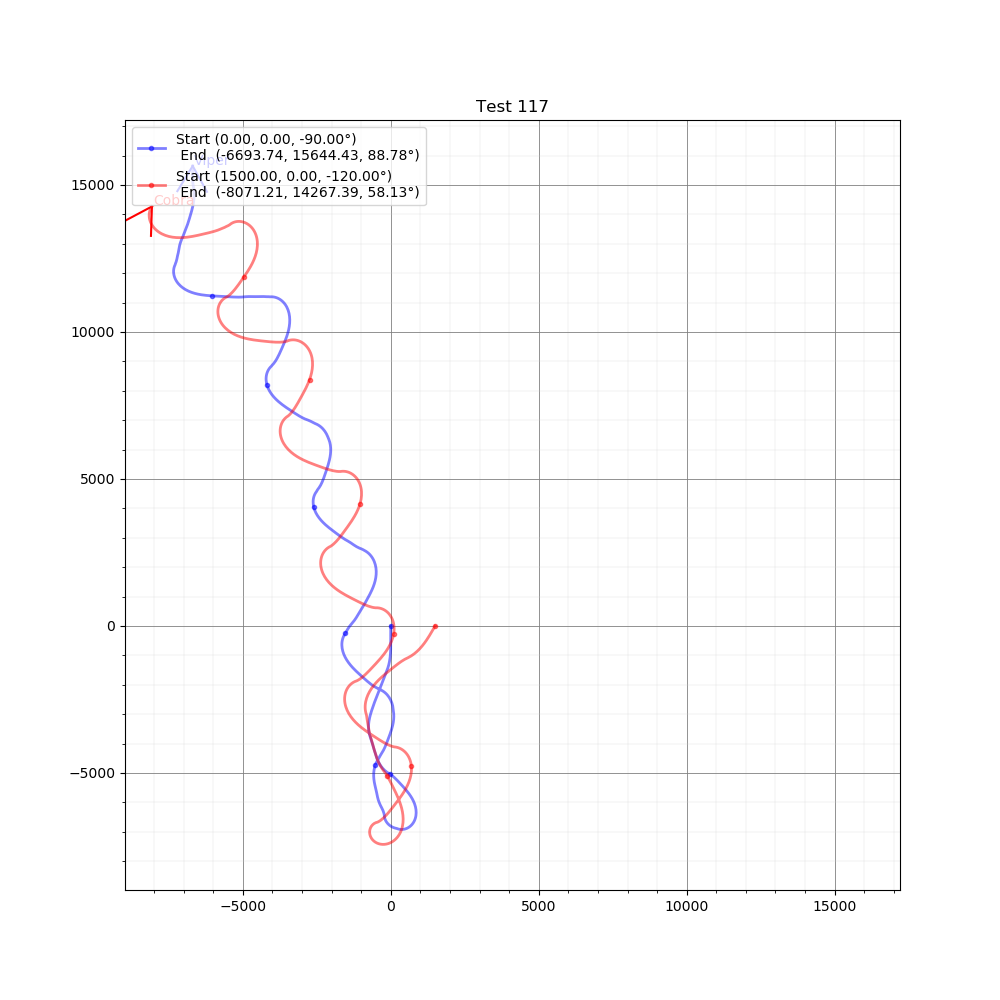 Test 117
Start (0.00, 0.00, -90.00°)
End (-6693.74, 15644.43, 88.78°)
Start (1500.00, 0.00, -120.00°)
End (-8071.21, 14267.39, 58.13°)
Viper
Cobra
15000
10000
5000
0
−5000
−5000
0
5000
10000
15000